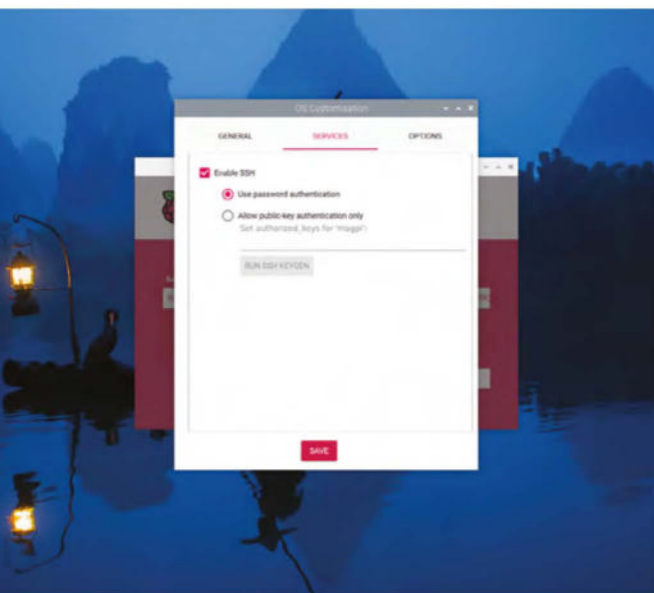 OS Customisation
GENERAL
SERVICES
OPTIONS
Enable SSH
Use password authentication
Allow public-key authentication only
Set authorized_keys for 'magpi':
RUN SSH-KEYGEN
SAVE